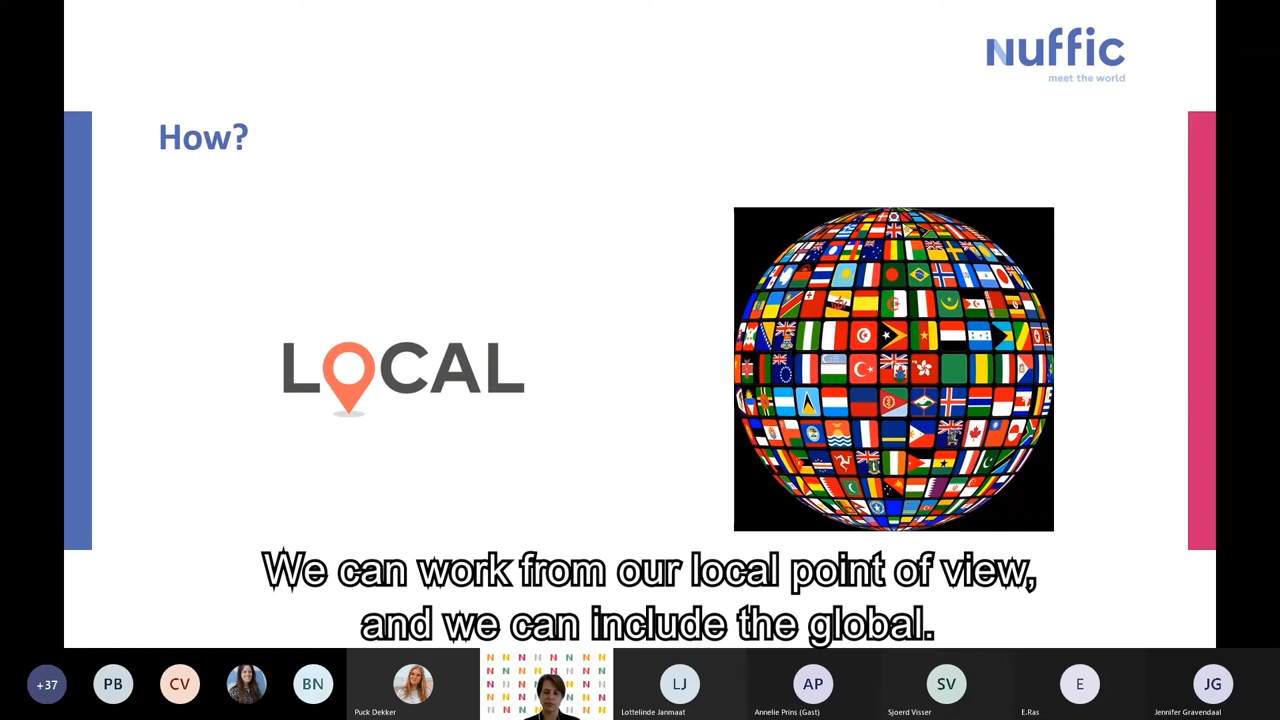 Nuffic
meet the world
How?
LOCAL
We can work from our local point of view,
and we can include the global.
+37
PB
CV
BN
LJ
AP
SV
E
JG
Puck Dekker
Lottelinde Janmaat
Annelie Prins (Gast)
Sjoerd Visser
E.Ras
Jennifer Gravendaal